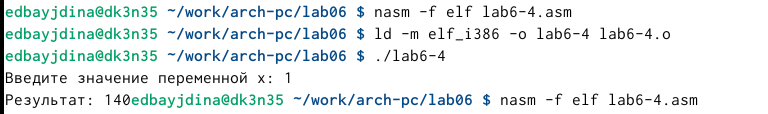 edbayjdina@dk3n35 ~/work/arch-pc/lab06 $ nasm -f elf lab6-4.asm
edbayjdina@dk3n35 ~/work/arch-pc/lab06 $ ld -m elf_i386 -o lab6-4 lab6-4.o
edbayjdina@dk3n35 ~/work/arch-pc/lab06 $ ./lab6-4
Введите значение переменной x: 1
Результат: 140edbayjdina@dk3n35 ~/work/arch-pc/lab06 $ nasm -f elf lab6-4.asm